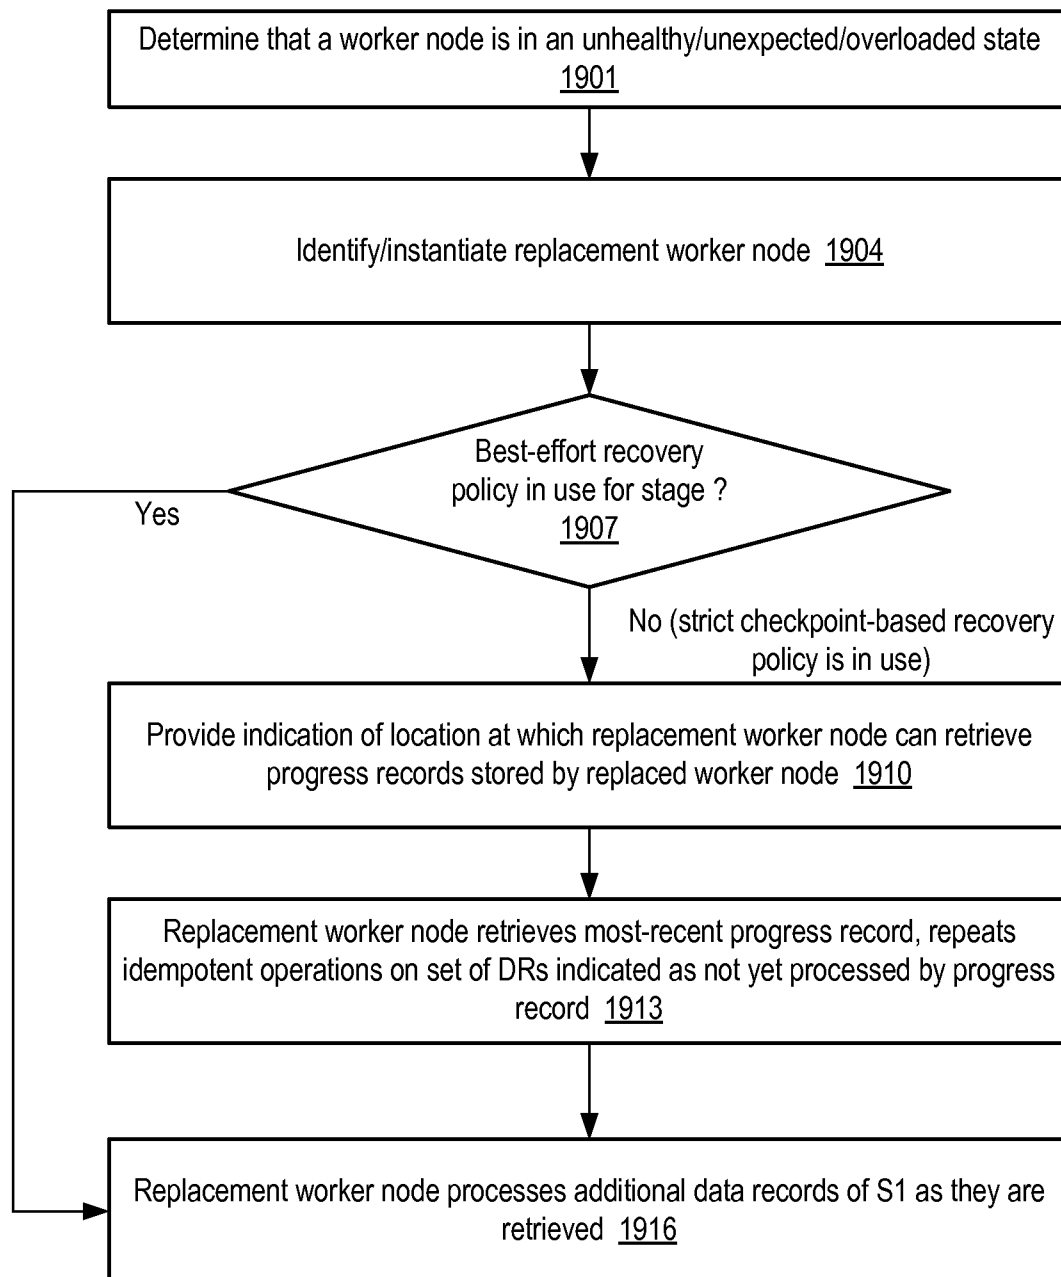 Determine that a worker node is in an unhealthy/unexpected/overloaded state
1901
Identify/instantiate replacement worker node 1904
Best-effort recovery
policy in use for stage ?
1907
Yes
No (strict checkpoint-based recovery
policy is in use)
Provide indication of location at which replacement worker node can retrieve
progress records stored by replaced worker node 1910
Replacement worker node retrieves most-recent progress record, repeats
idempotent operations on set of DRs indicated as not yet processed by progress
record 1913
Replacement worker node processes additional data records of S1 as they are
retrieved 1916